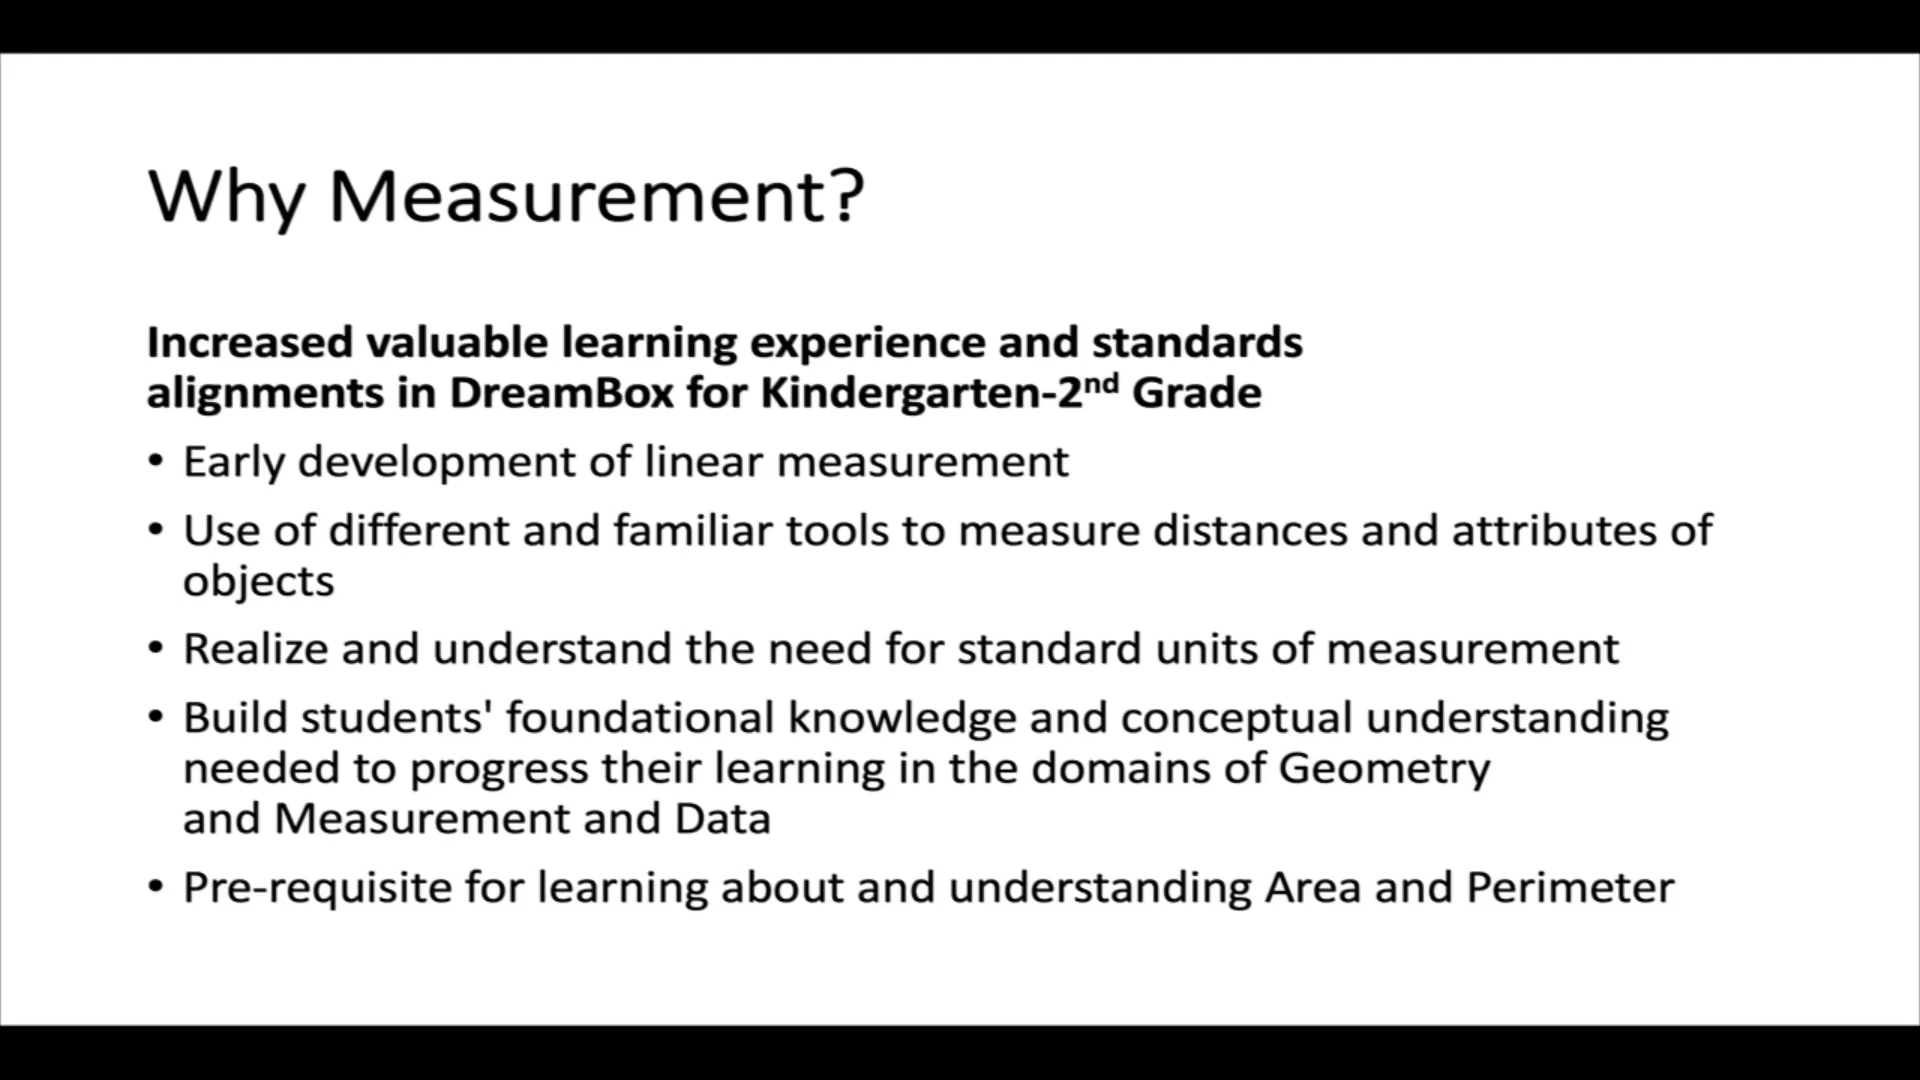 Why Measurement?
Increased valuable learning experience and standards
alignments in DreamBox for Kindergarten-2nd Grade
• Early development of linear measurement
• Use of different and familiar tools to measure distances and attributes of
objects
• Realize and understand the need for standard units of measurement
• Build students' foundational knowledge and conceptual understanding
needed to progress their learning in the domains of Geometry
and Measurement and Data
• Pre-requisite for learning about and understanding Area and Perimeter